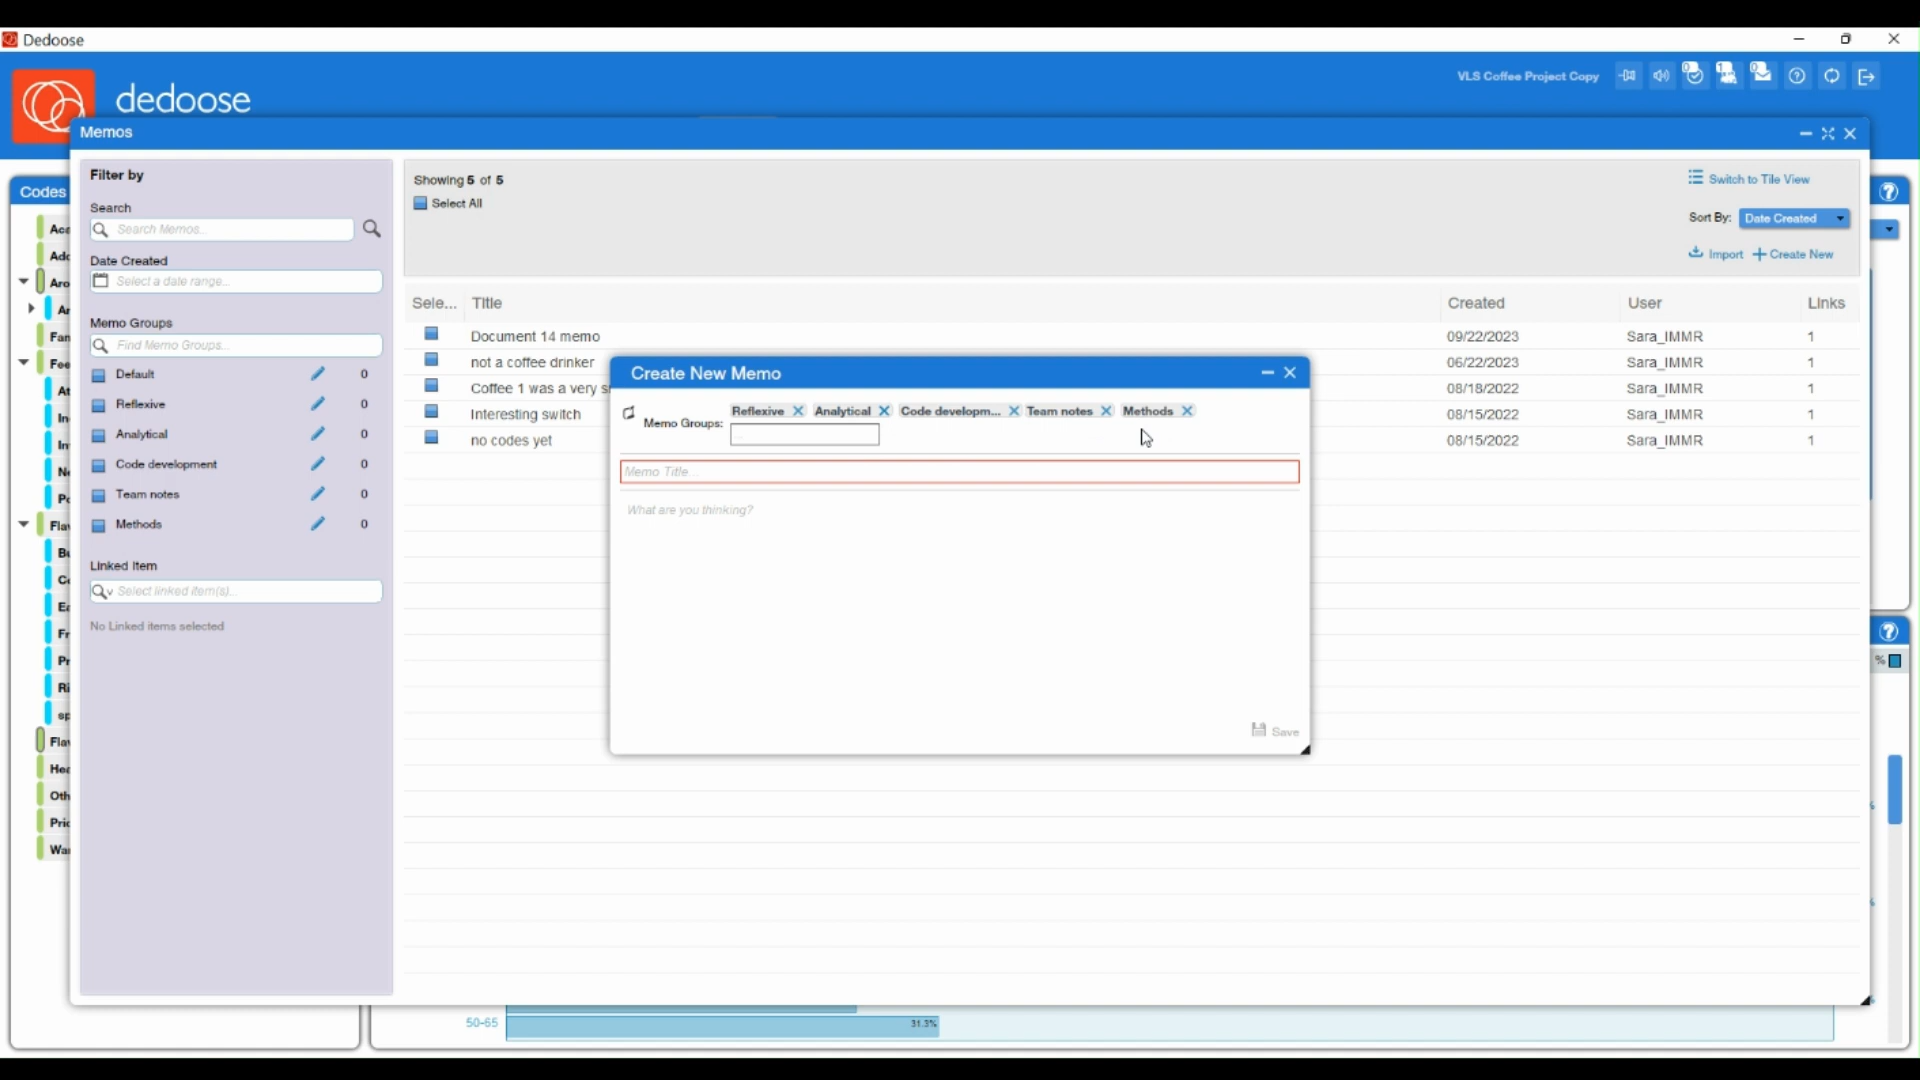 Dedoose
VLS Coffee Project Copy
0
1
0
dedoose
Memos
Filter by
Search
Search Memos...
Date Created
Select a date range...
Memo Groups
Find Memo Groups...
Default 0
Reflexive 0
Analytical 0
Code development 0
Team notes 0
Methods 0
Linked Item
Select linked item(s)...
No Linked items selected
Showing 5 of 5
Select All
Switch to Tile View
Sort By: Date Created
Import Create New
Sele... Title Created User Links
Document 14 memo 09/22/2023 Sara_IMMR 1
not a coffee drinker 06/22/2023 Sara_IMMR 1
Coffee 1 was a very 08/18/2022 Sara_IMMR 1
Interesting switch 08/15/2022 Sara_IMMR 1
no codes yet 08/15/2022 Sara_IMMR 1
Create New Memo
Memo Groups: Reflexive Analytical Code developm... Team notes Methods
Memo Title...
What are you thinking?
Save
Codes
%
50-65 31.3%